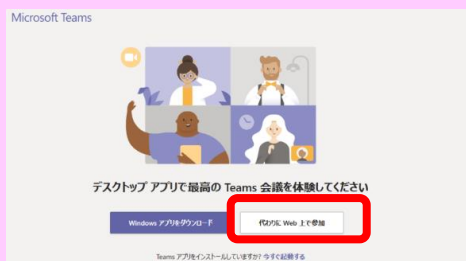 Microsoft Teams
デスクトップ アプリで最高の Teams 会議を体験してください
Windows アプリをダウンロード
代わりに Web 上で参加
Teams アプリをインストールしていますか? 今すぐ起動する